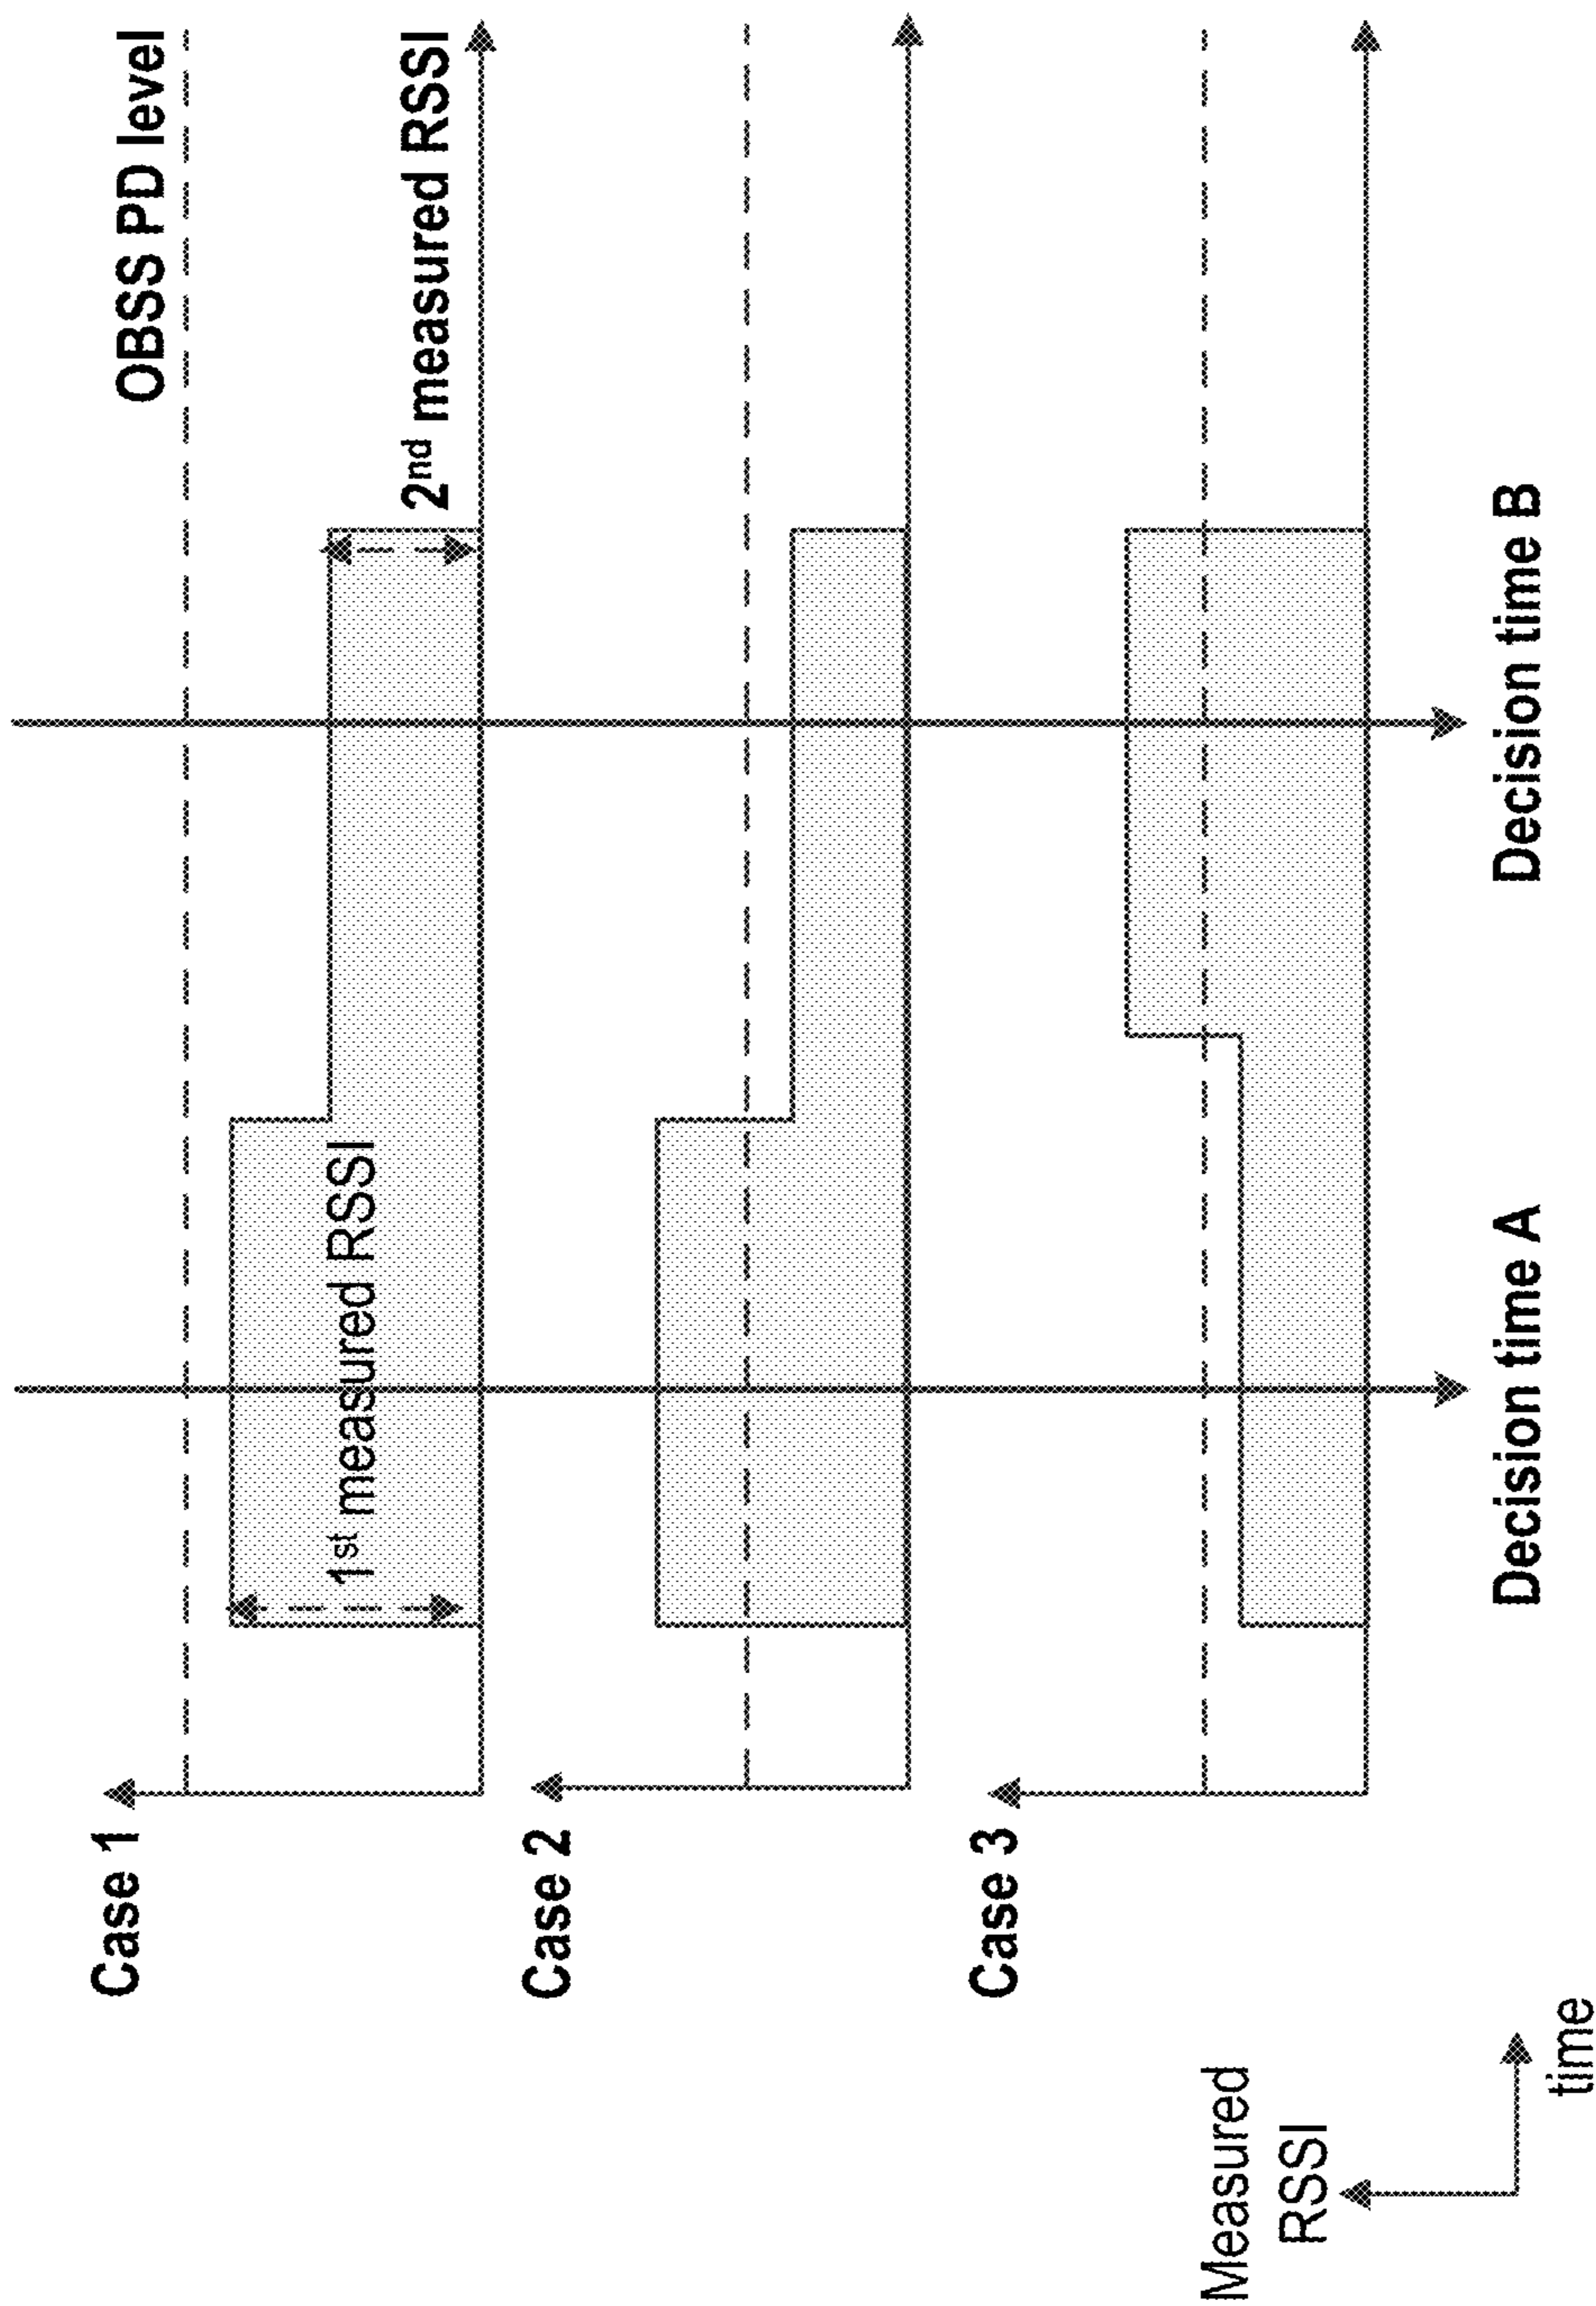 Case 1
OBSS PD level
1st measured RSSI
2nd measured RSSI
Case 2
Case 3
Decision time A
Decision time B
Measured
RSSI
time